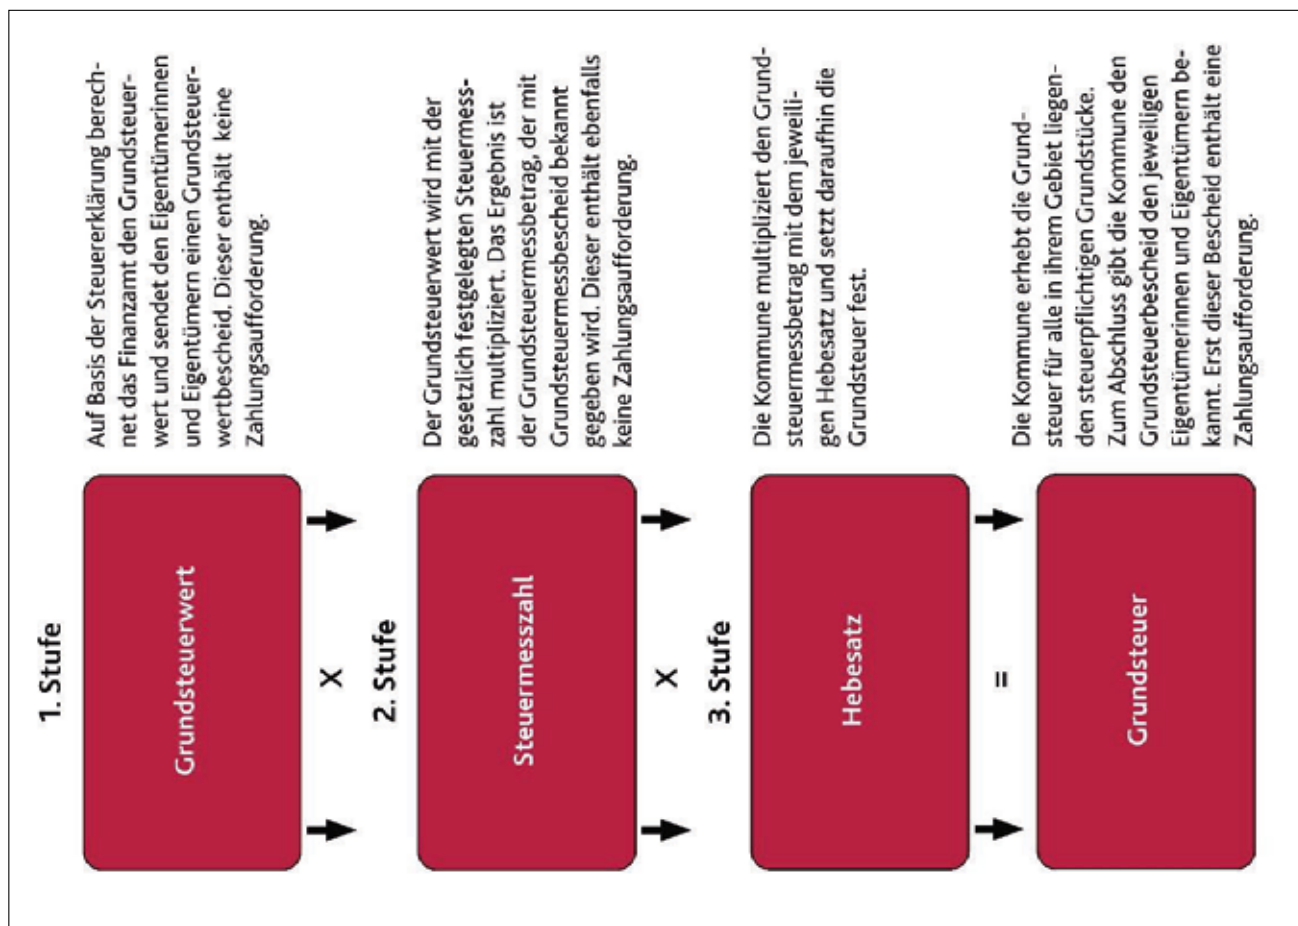 1. Stufe
Grundsteuerwert
Auf Basis der Steuererklärung berech-
net das Finanzamt den Grundsteuer-
wert und sendet den Eigentümerinnen
und Eigentümern einen Grundsteuer-
wertbescheid. Dieser enthält keine
Zahlungsaufforderung.
X
2. Stufe
Steuermesszahl
Der Grundsteuerwert wird mit der
gesetzlich festgelegten Steuermess-
zahl multipliziert. Das Ergebnis ist
der Grundsteuermessbetrag, der mit
Grundsteuermessbescheid bekannt
gegeben wird. Dieser enthält ebenfalls
keine Zahlungsaufforderung.
X
3. Stufe
Hebesatz
Die Kommune multipliziert den Grund-
steuermessbetrag mit dem jeweili-
gen Hebesatz und setzt daraufhin die
Grundsteuer fest.
=
Grundsteuer
Die Kommune erhebt die Grund-
steuer für alle in ihrem Gebiet liegen-
den steuerpflichtigen Grundstücke.
Zum Abschluss gibt die Kommune den
Grundsteuerbescheid den jeweiligen
Eigentümerinnen und Eigentümern be-
kannt. Erst dieser Bescheid enthält eine
Zahlungsaufforderung.